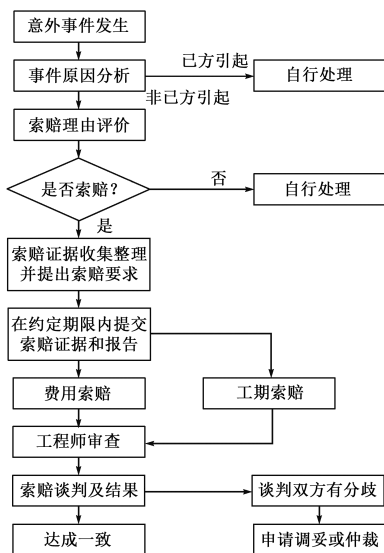 意外事件发生
事件原因分析
已方引起
自行处理
非已方引起
索赔理由评价
是否索赔？
否
自行处理
是
索赔证据收集整理
并提出索赔要求
在约定期限内提交
索赔证据和报告
费用索赔
工期索赔
工程师审查
索赔谈判及结果
谈判双方有分歧
达成一致
申请调妥或仲裁